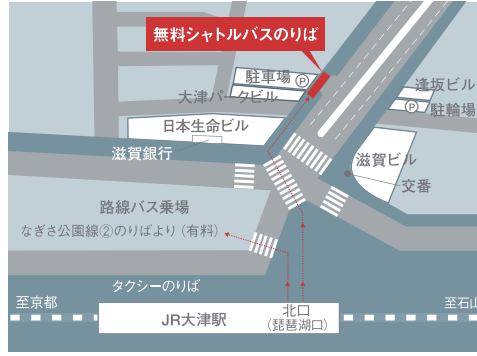 無料シャトルバスのりば
駐車場 P
大津パークビル
逢坂ビル
P 駐輪場
日本生命ビル
滋賀銀行
滋賀ビル
交番
路線バス乗場
なぎさ公園線②のりばより(有料)
タクシーのりば
至京都
北口
(琵琶湖口)
至石山
JR大津駅